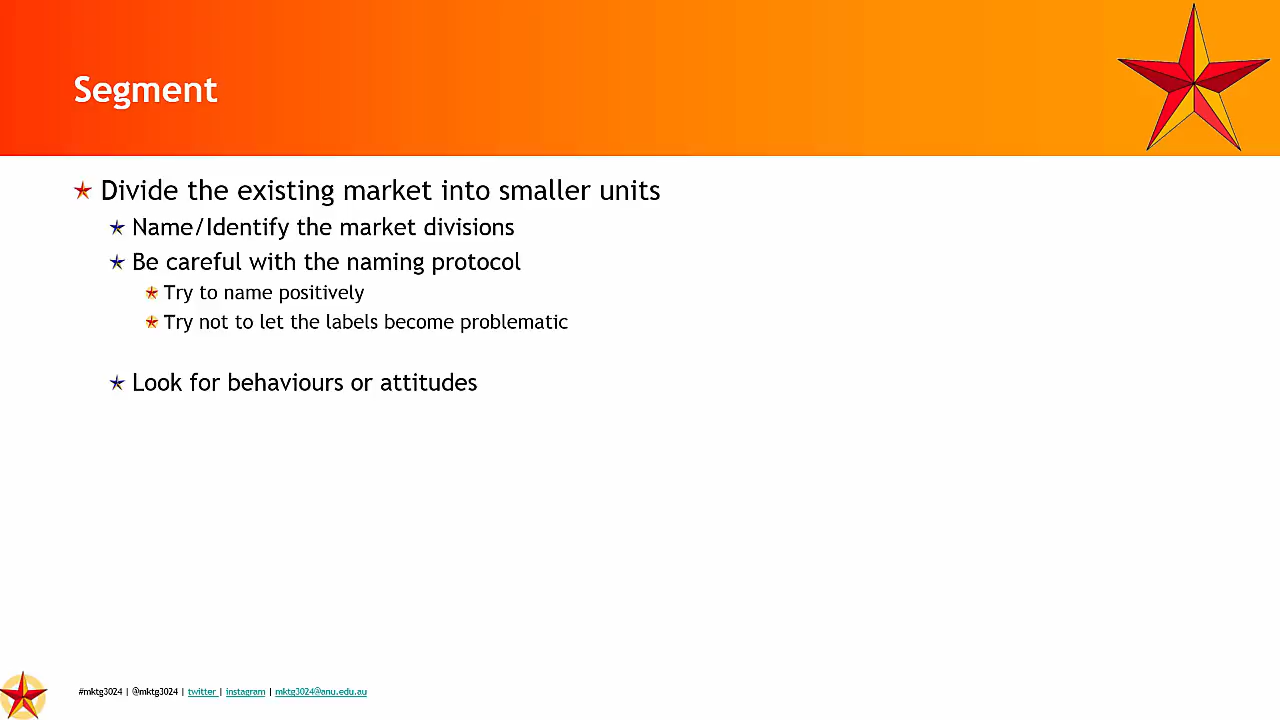 Segment
Divide the existing market into smaller units
Name/Identify the market divisions
Be careful with the naming protocol
Try to name positively
Try not to let the labels become problematic
Look for behaviours or attitudes
#mktg3024 | @mktg3024 | twitter | instagram | mktg3024@anu.edu.au